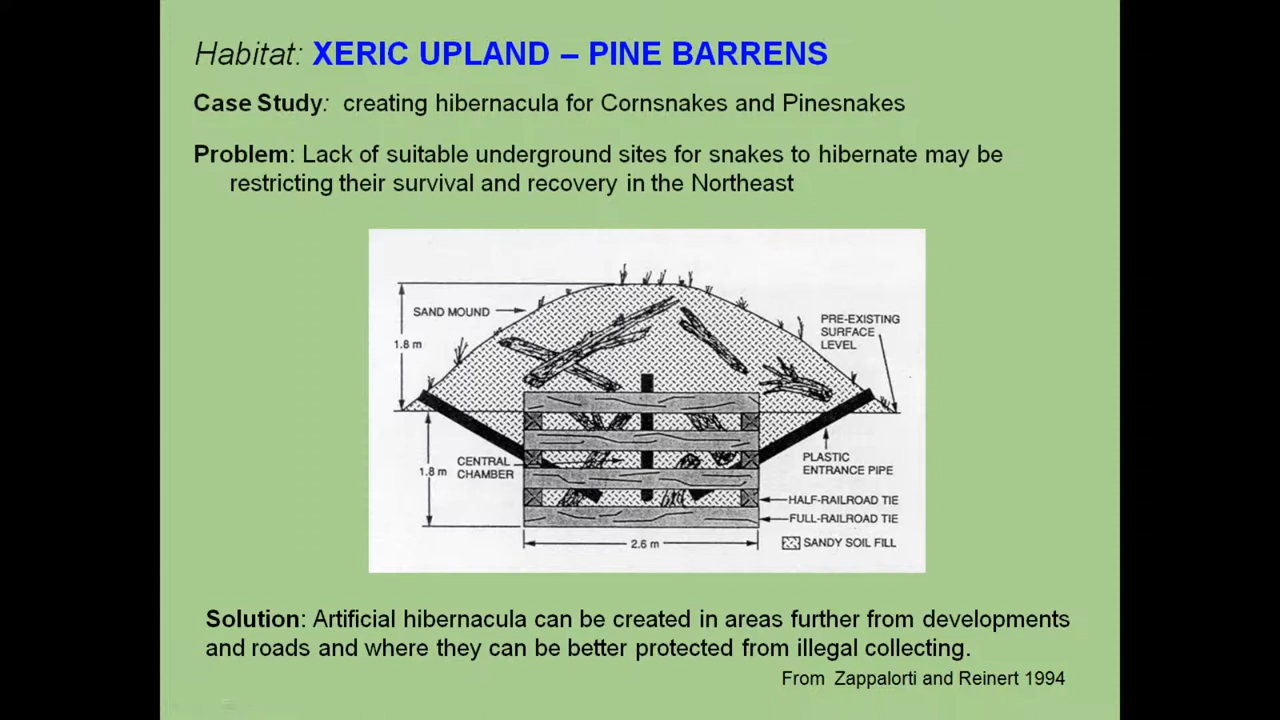 Habitat: XERIC UPLAND – PINE BARRENS
Case Study: creating hibernacula for Cornsnakes and Pinesnakes
Problem: Lack of suitable underground sites for snakes to hibernate may be
restricting their survival and recovery in the Northeast
SAND MOUND
1.8 m
PRE-EXISTING
SURFACE
LEVEL
1.8 m
CENTRAL
CHAMBER
PLASTIC
ENTRANCE PIPE
HALF-RAILROAD TIE
FULL-RAILROAD TIE
2.6 m
SANDY SOIL FILL
Solution: Artificial hibernacula can be created in areas further from developments
and roads and where they can be better protected from illegal collecting.
From Zappalorti and Reinert 1994